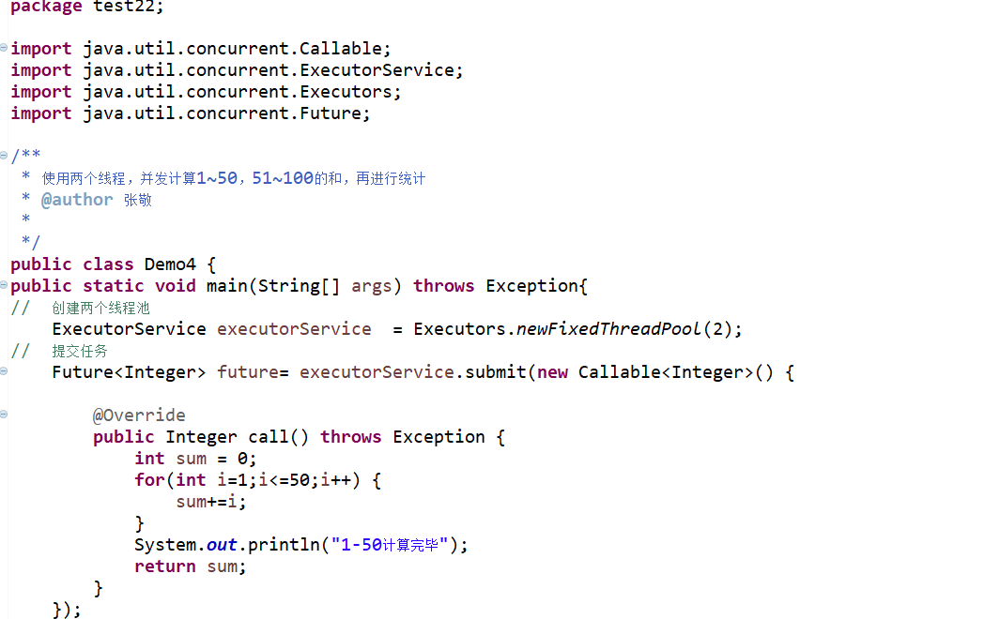 package test22;
import java.util.concurrent.Callable;
import java.util.concurrent.ExecutorService;
import java.util.concurrent.Executors;
import java.util.concurrent.Future;
/**
 * 使用两个线程，并发计算1~50，51~100的和，再进行统计
 * @author 张敬
 *
 */
public class Demo4 {
public static void main(String[] args) throws Exception{
//  创建两个线程池
    ExecutorService executorService  = Executors.newFixedThreadPool(2);
//  提交任务
    Future<Integer> future= executorService.submit(new Callable<Integer>() {
        @Override
        public Integer call() throws Exception {
            int sum = 0;
            for(int i=1;i<=50;i++) {
                sum+=i;
            }
            System.out.println("1-50计算完毕");
            return sum;
        }
    });